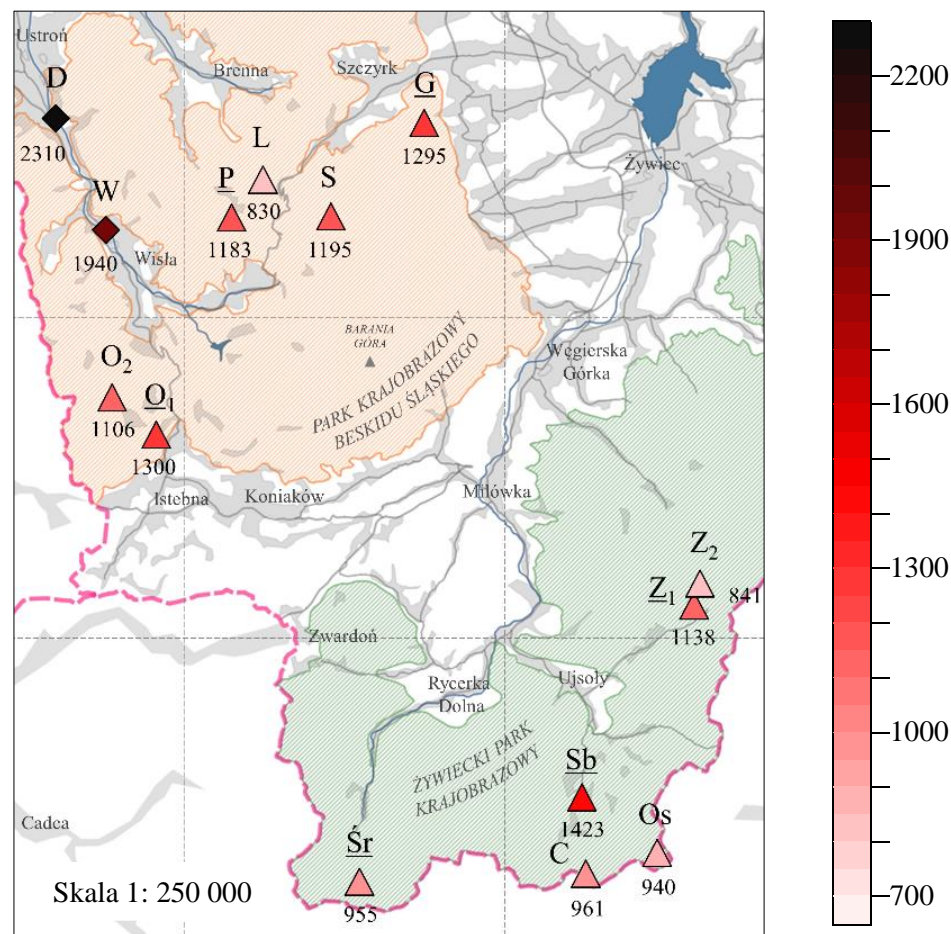 Ustroń
Brenna
Szczyrk
D
2310
G
1295
L
830
Żywiec
W
1940
P
1183
S
1195
Wisła
BARANIA
GÓRA
PARK KRAJOBRAZOWY
BESKIDU ŚLĄSKIEGO
Węgierska
Górka
O2
1106
O1
1300
Istebna
Koniaków
Milówka
Z2
841
Z1
1138
Zwardoń
Rycerka
Dolna
Ujsoły
ŻYWIECKI PARK
KRAJOBRAZOWY
Sb
1423
Os
940
Cadca
Śr
955
C
961
Skala 1: 250 000
2200
1900
1600
1300
1000
700